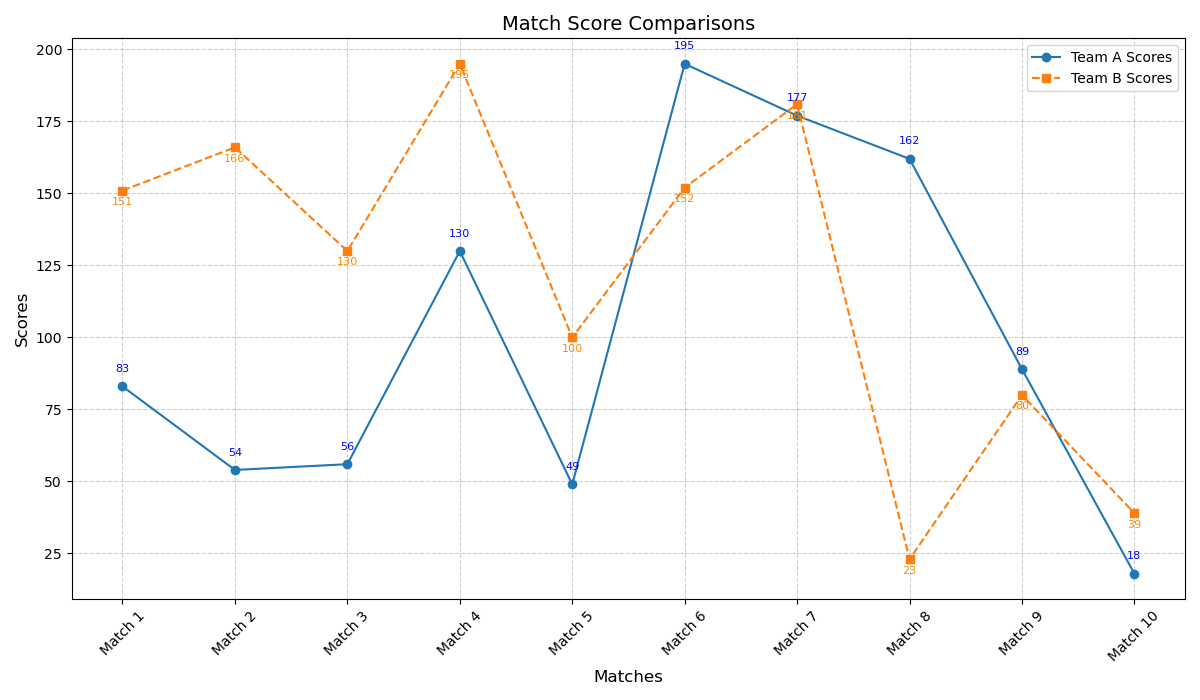 Match Score Comparisons
Team A Scores
Team B Scores
Scores
200
175
150
125
100
75
50
25
83
54
56
130
49
195
177
162
89
18
151
166
130
195
100
152
181
23
80
39
Match 1
Match 2
Match 3
Match 4
Match 5
Match 6
Match 7
Match 8
Match 9
Match 10
Matches